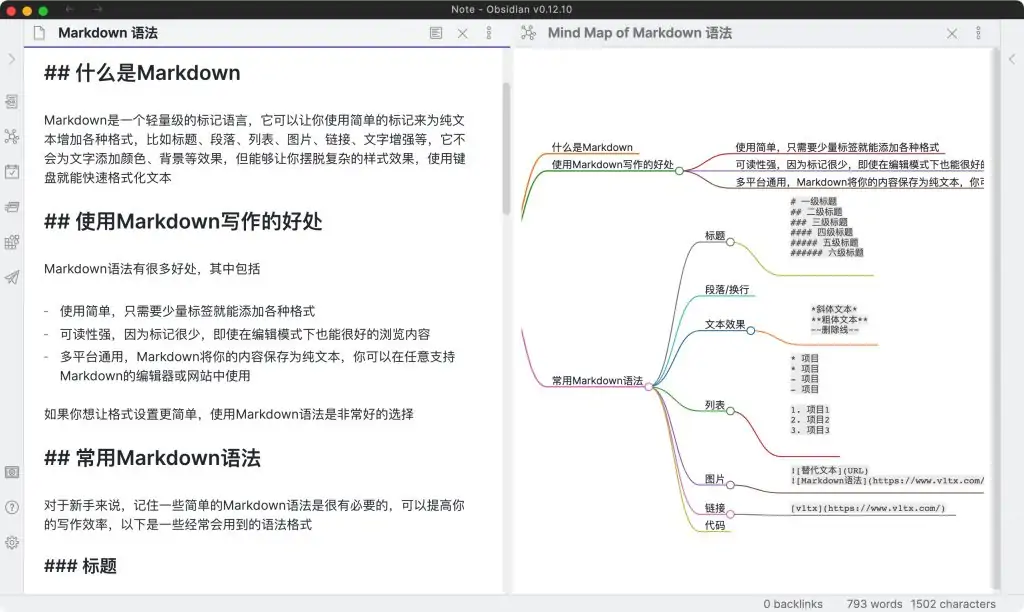 Note - Obsidian v0.12.10
Markdown 语法
## 什么是Markdown
Markdown是一个轻量级的标记语言，它可以让你使用简单的标记来为纯文
本增加各种格式，比如标题、段落、列表、图片、链接、文字增强等，它不
会为文字添加颜色、背景等效果，但能够让你摆脱复杂的样式效果，使用键
盘就能快速格式化文本
## 使用Markdown写作的好处
Markdown语法有很多好处，其中包括
- 使用简单，只需要少量标签就能添加各种格式
- 可读性强，因为标记很少，即使在编辑模式下也能很好的浏览内容
- 多平台通用，Markdown将你的内容保存为纯文本，你可以在任意支持
Markdown的编辑器或网站中使用
如果你想让格式设置更简单，使用Markdown语法是非常好的选择
## 常用Markdown语法
对于新手来说，记住一些简单的Markdown语法是很有必要的，可以提高你
的写作效率，以下是一些经常会用到的语法格式
### 标题
Mind Map of Markdown 语法
什么是Markdown
使用Markdown写作的好处
使用简单，只需要少量标签就能添加各种格式
可读性强，因为标记很少，即使在编辑模式下也能很好的
多平台通用，Markdown将你的内容保存为纯文本，你可
常用Markdown语法
标题
# 一级标题
## 二级标题
### 三级标题
#### 四级标题
##### 五级标题
###### 六级标题
段落/换行
文本效果
*斜体文本*
**粗体文本**
~~删除线~~
列表
* 项目
* 项目
- 项目
- 项目
1. 项目1
2. 项目2
3. 项目3
图片
![替代文本](URL)
![Markdown语法](https://www.vltx.com/
链接
[vltx](https://www.vltx.com/)
代码
0 backlinks 793 words 1502 characters